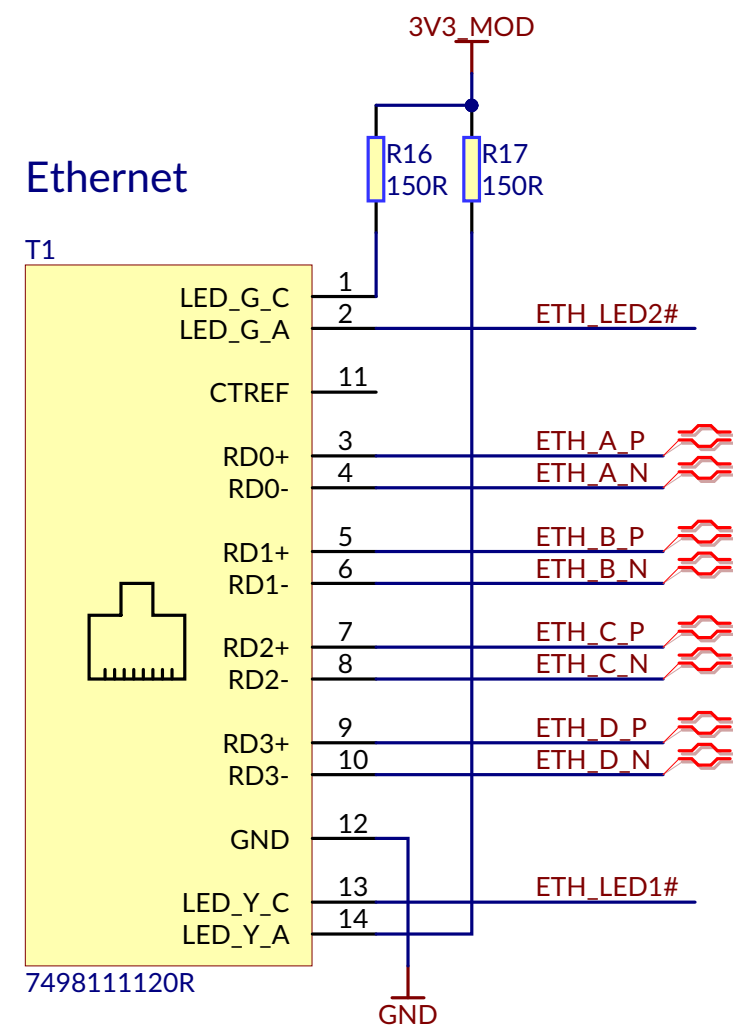 3V3_MOD
R16
150R
R17
150R
Ethernet
T1
LED_G_C 1
LED_G_A 2 ETH_LED2#
CTREF 11
RD0+ 3 ETH_A_P
RD0- 4 ETH_A_N
RD1+ 5 ETH_B_P
RD1- 6 ETH_B_N
RD2+ 7 ETH_C_P
RD2- 8 ETH_C_N
RD3+ 9 ETH_D_P
RD3- 10 ETH_D_N
GND 12
LED_Y_C 13 ETH_LED1#
LED_Y_A 14
7498111120R
GND